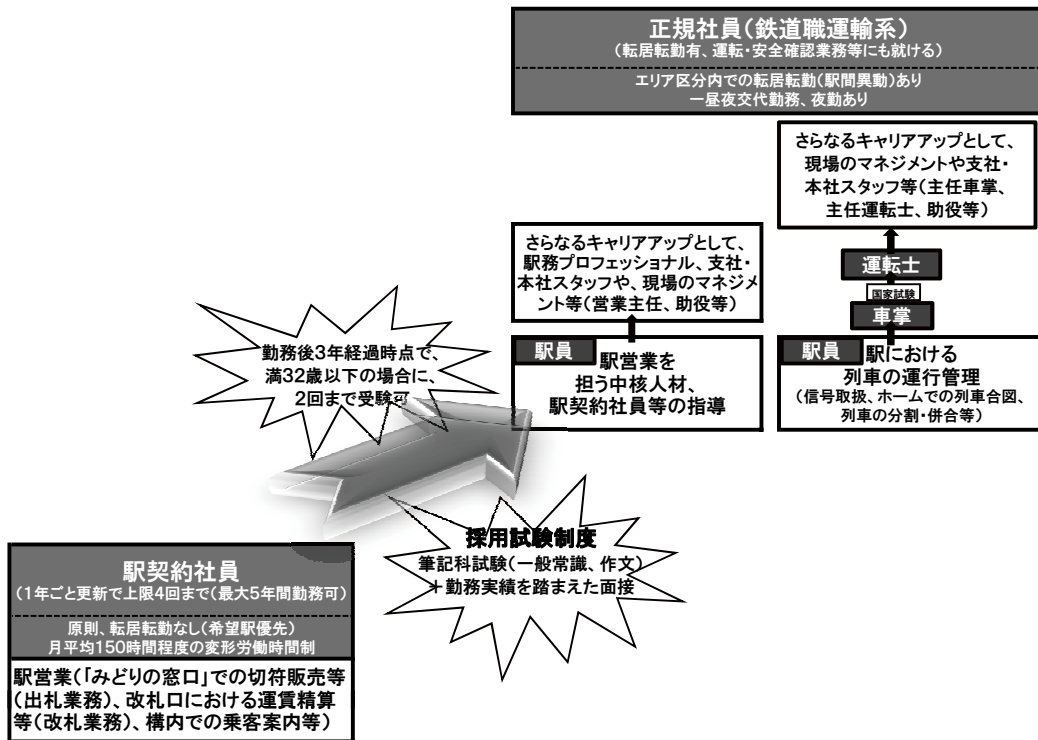 正規社員(鉄道職運輸系)
(転居転勤有、運転・安全確認業務等にも就ける)
エリア区分内での転居転勤(駅間異動)あり
一昼夜交代勤務、夜勤あり
さらなるキャリアアップとして、
現場のマネジメントや支社・
本社スタッフ等(主任車掌、
主任運転士、助役等)
さらなるキャリアアップとして、
駅務プロフェッショナル、支社・
本社スタッフや、現場のマネジメ
ント等(営業主任、助役等)
運転士
国家試験
車掌
駅員
駅営業を
担う中核人材、
駅契約社員等の指導
駅員
駅における
列車の運行管理
(信号取扱、ホームでの列車合図、
列車の分割・併合等)
勤務後3年経過時点で、
満32歳以下の場合に、
2回まで受験可
採用試験制度
筆記科試験(一般常識、作文)
+勤務実績を踏まえた面接
駅契約社員
(1年ごと更新で上限4回まで(最大5年間勤務可)
原則、転居転勤なし(希望駅優先)
月平均150時間程度の変形労働時間制
駅営業(「みどりの窓口」での切符販売等
(出札業務)、改札口における運賃精算
等(改札業務)、構内での乗客案内等)